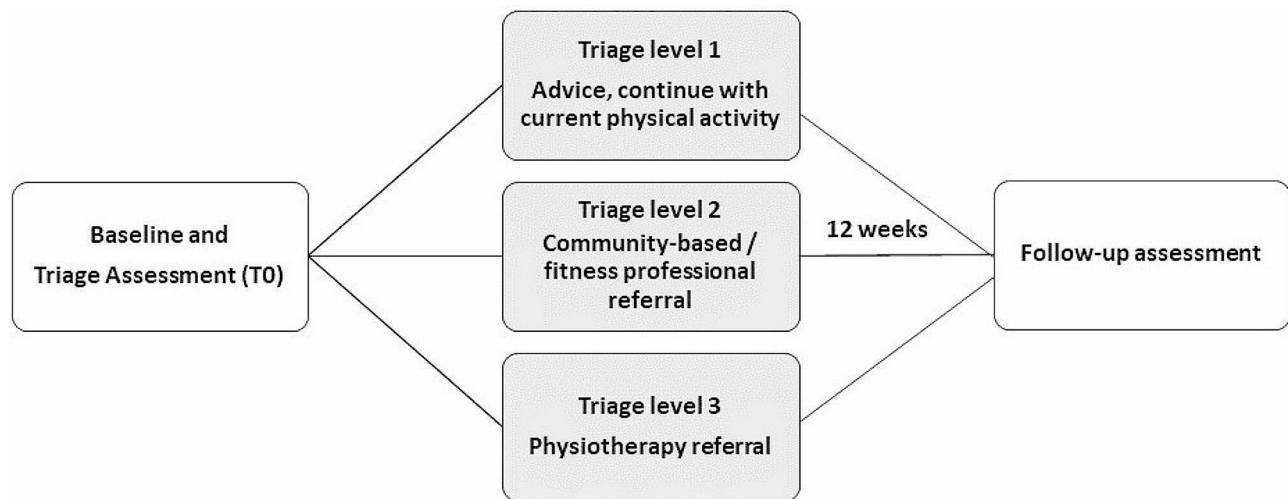 Baseline and
Triage Assessment (T0)
Triage level 1
Advice, continue with
current physical activity
Triage level 2
Community-based /
fitness professional
referral
Triage level 3
Physiotherapy referral
12 weeks
Follow-up assessment